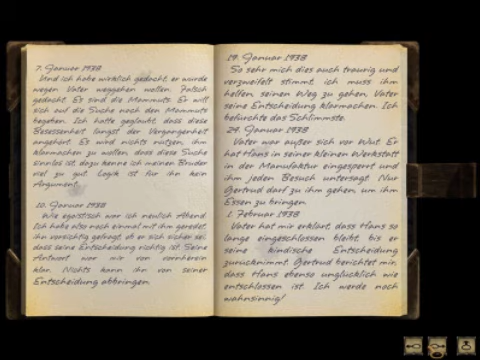 7. Januar 1938
Und ich habe wirklich gedacht, er würde
wegen Vater weggehen wollen. Falsch
gedacht. Es sind die Mammuts. Er will
sich auf die Suche nach den Mammuts
begeben. Ich hatte geglaubt, dass diese
Besessenheit längst der Vergangenheit
angehört. Es wird nichts nützen, ihm
klarmachen zu wollen, dass diese Suche
sinnlos ist, dazu kenne ich meinen Bruder
viel zu gut. Logik ist für ihn kein
Argument.
10. Januar 1938
Wie egoistisch war ich neulich Abend.
Ich habe also noch einmal mit ihm geredet,
ihn vorsichtig gefragt, ob er sich sicher sei,
dass seine Entscheidung richtig ist. Seine
Antwort war mir von vornherein
klar. Nichts kann ihn von seiner
Entscheidung abbringen.
19. Januar 1938
So sehr mich dies auch traurig und
verzweifelt stimmt, ich muss ihm
helfen, seinen Weg zu gehen, Vater
seine Entscheidung klarmachen. Ich
befürchte das Schlimmste.
24. Januar 1938
Vater war außer sich vor Wut. Er
hat Hans in seiner kleinen Werkstatt
in der Manufaktur eingesperrt und
ihm jeden Besuch untersagt. Nur
Gertrud darf zu ihm gehen, um ihm
Essen zu bringen.
1. Februar 1938
Vater hat mir erklärt, dass Hans so
lange eingeschlossen bleibt, bis er
seine kindische Entscheidung
zurücknimmt. Gertrud berichtet mir,
dass Hans ebenso unglücklich wie
entschlossen ist. Ich werde noch
wahnsinnig!